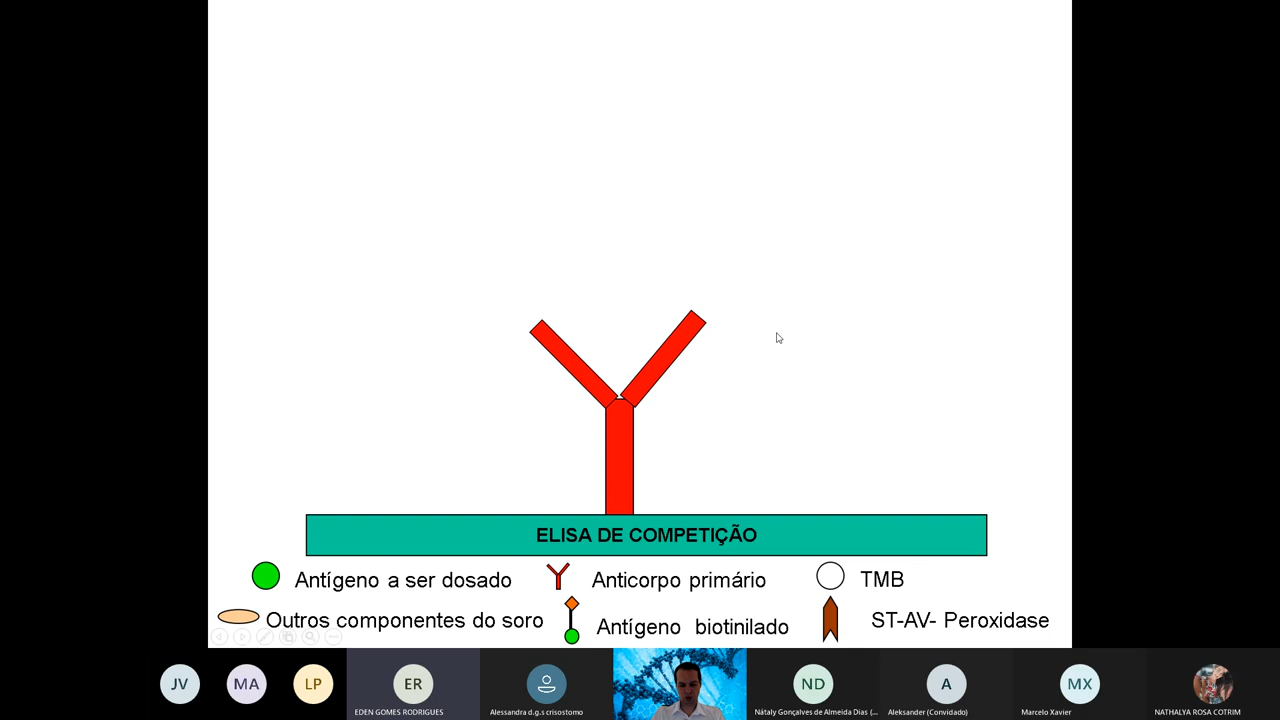 ELISA DE COMPETIÇÃO
Antígeno a ser dosado
Anticorpo primário
TMB
Outros componentes do soro
Antígeno biotinilado
ST-AV- Peroxidase
JV
MA
LP
ER
ND
A
MX
EDEN GOMES RODRIGUES
Alessandra d.g.s crisostomo
Nátaly Gonçalves de Almeida Dias (...
Aleksander (Convidado)
Marcelo Xavier
NATHALYA ROSA COTRIM